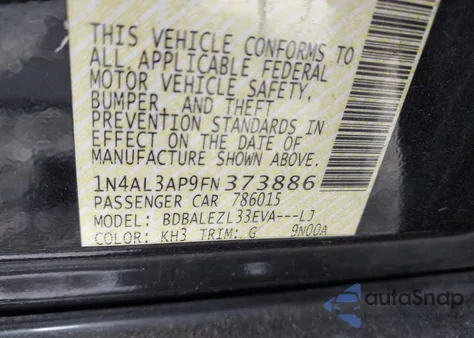 THIS VEHICLE CONFORMS TO
ALL APPLICABLE FEDERAL
MOTOR VEHICLE SAFETY,
BUMPER, AND THEFT
PREVENTION STANDARDS IN
EFFECT ON THE DATE OF
MANUFACTURE SHOWN ABOVE.
1N4AL3AP9FN373886
PASSENGER CAR 786015
MODEL: BDBALEZL33EVA---LJ
COLOR: KH3 TRIM: G 9N00A
autoSnap